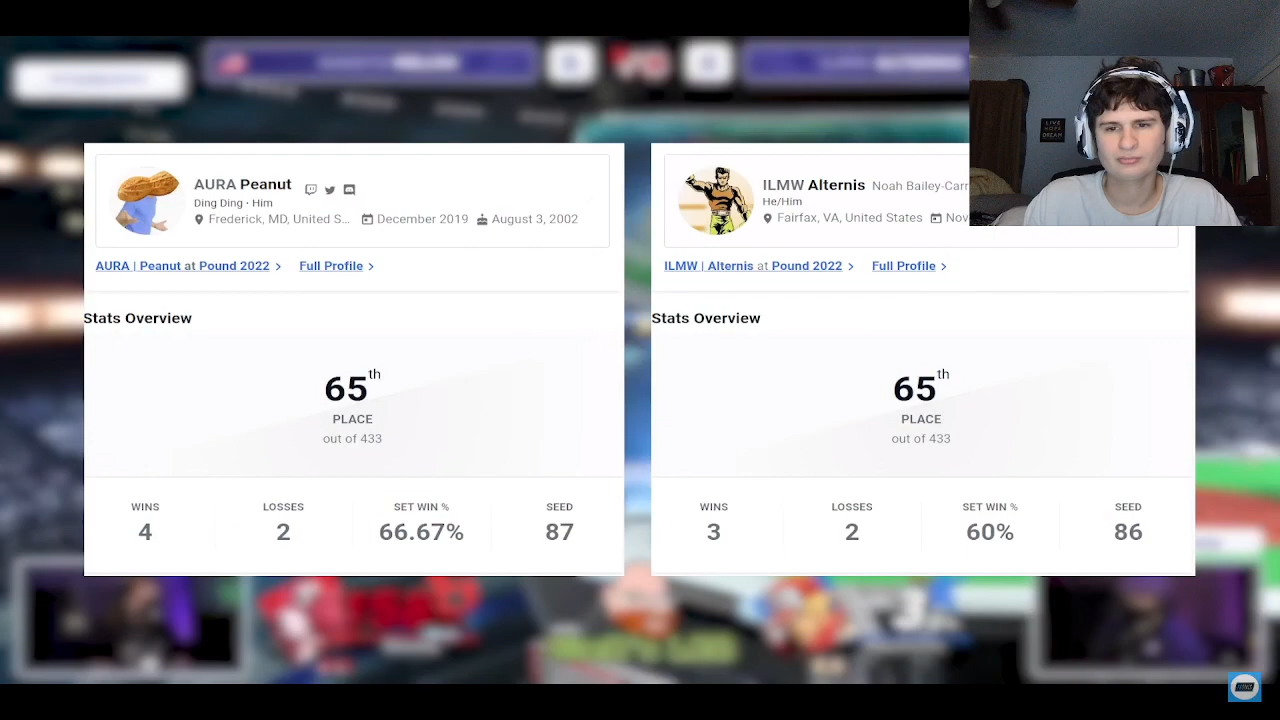 AURA Peanut
Ding Ding · Him
Frederick, MD, United S... December 2019 August 3, 2002
AURA | Peanut at Pound 2022 > Full Profile >
Stats Overview
65th
PLACE
out of 433
WINS LOSSES SET WIN % SEED
4 2 66.67% 87
ILMW Alternis Noah Bailey-Carr
He/Him
Fairfax, VA, United States Nov
ILMW | Alternis at Pound 2022 > Full Profile >
Stats Overview
65th
PLACE
out of 433
WINS LOSSES SET WIN % SEED
3 2 60% 86
LIVE
HOPE
DREAM